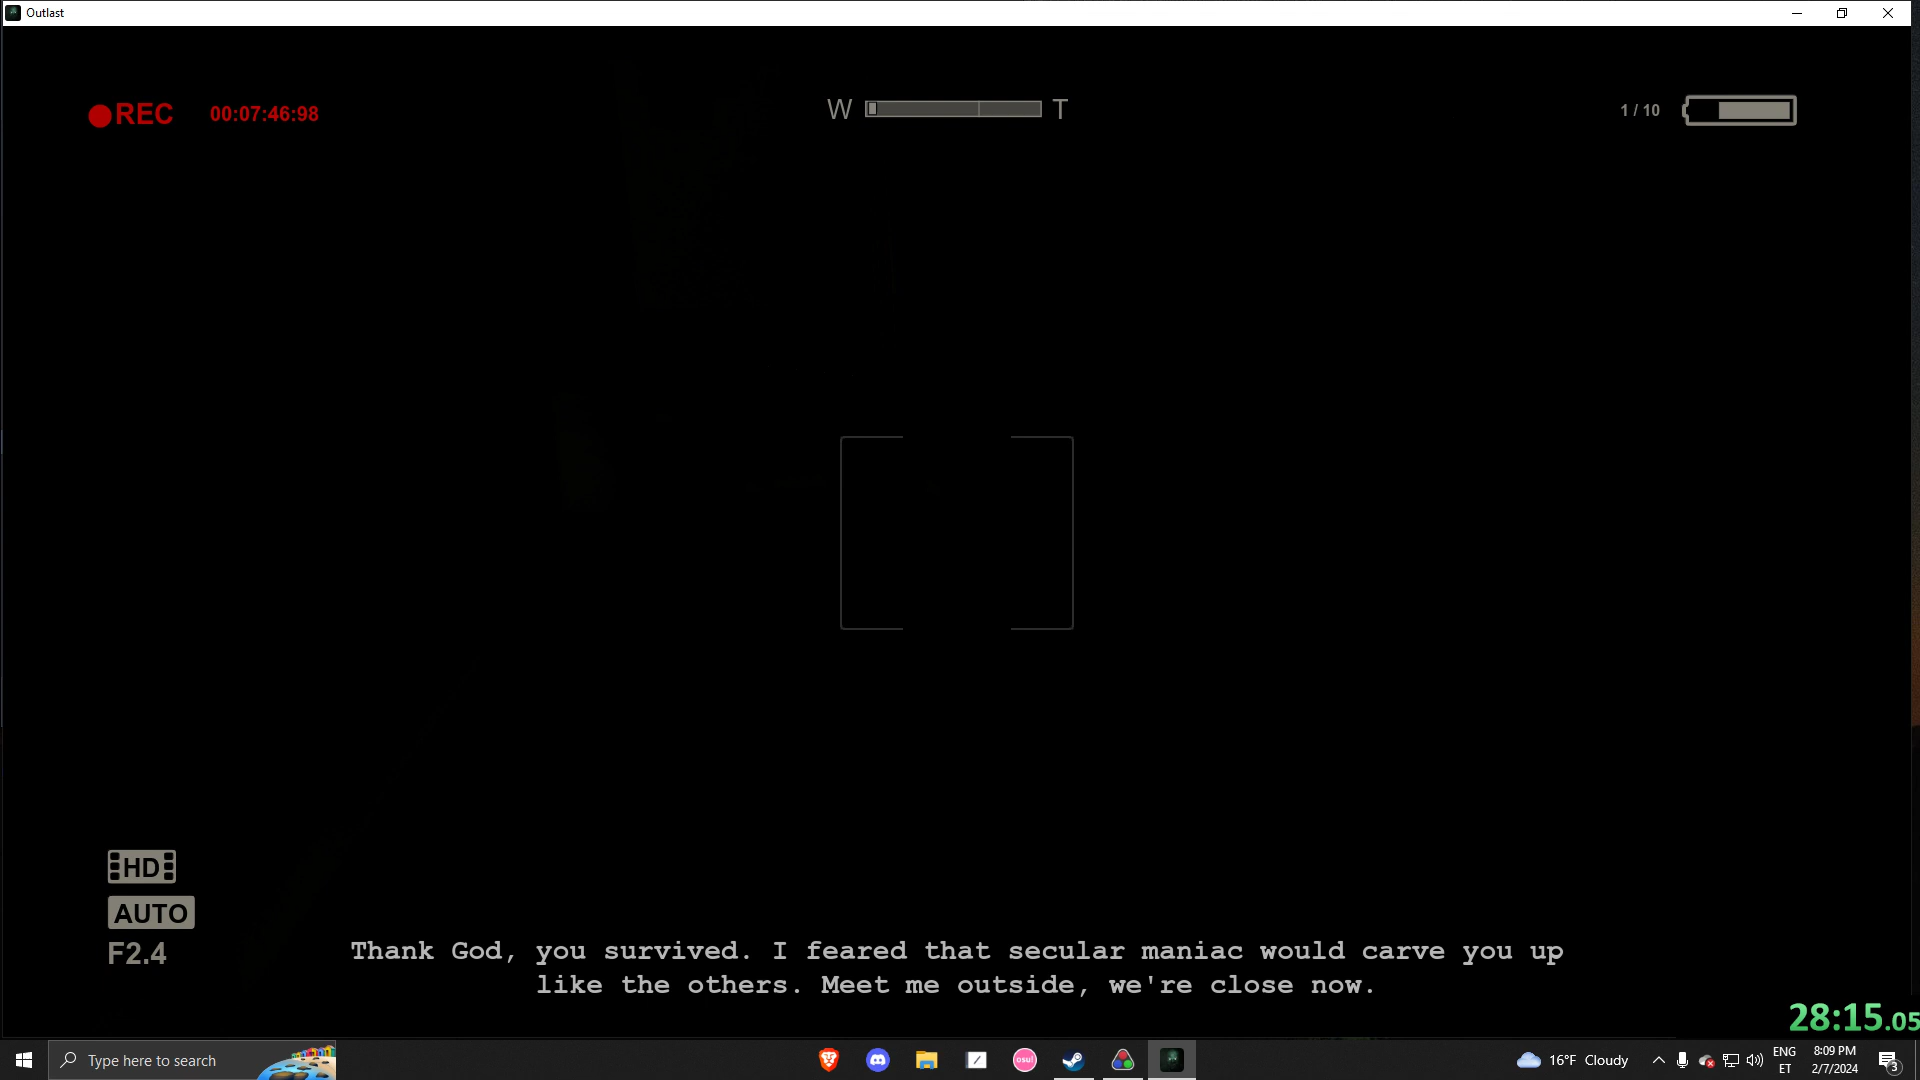 Outlast
REC 00:07:46:98
W T
1 / 10
HD
AUTO
F2.4
Thank God, you survived. I feared that secular maniac would carve you up
like the others. Meet me outside, we're close now.
28:15.05
Type here to search
osu!
16°F Cloudy
ENG
ET
8:09 PM
2/7/2024
3